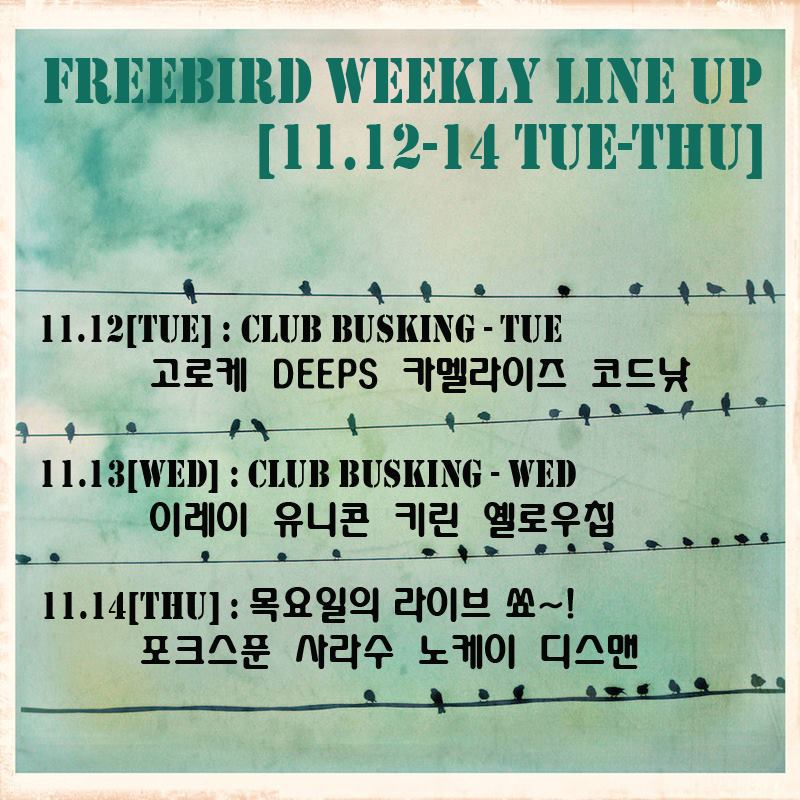 FREEBIRD WEEKLY LINE UP
[11.12-14 TUE-THU]
11.12[TUE] : CLUB BUSKING - TUE
고로케 DEEPS 카멜라이즈 코드낮
11.13[WED] : CLUB BUSKING - WED
이레이 유니콘 키린 옐로우칩
11.14[THU] : 목요일의 라이브 쑈~!
포크스푼 사라수 노케이 디스맨